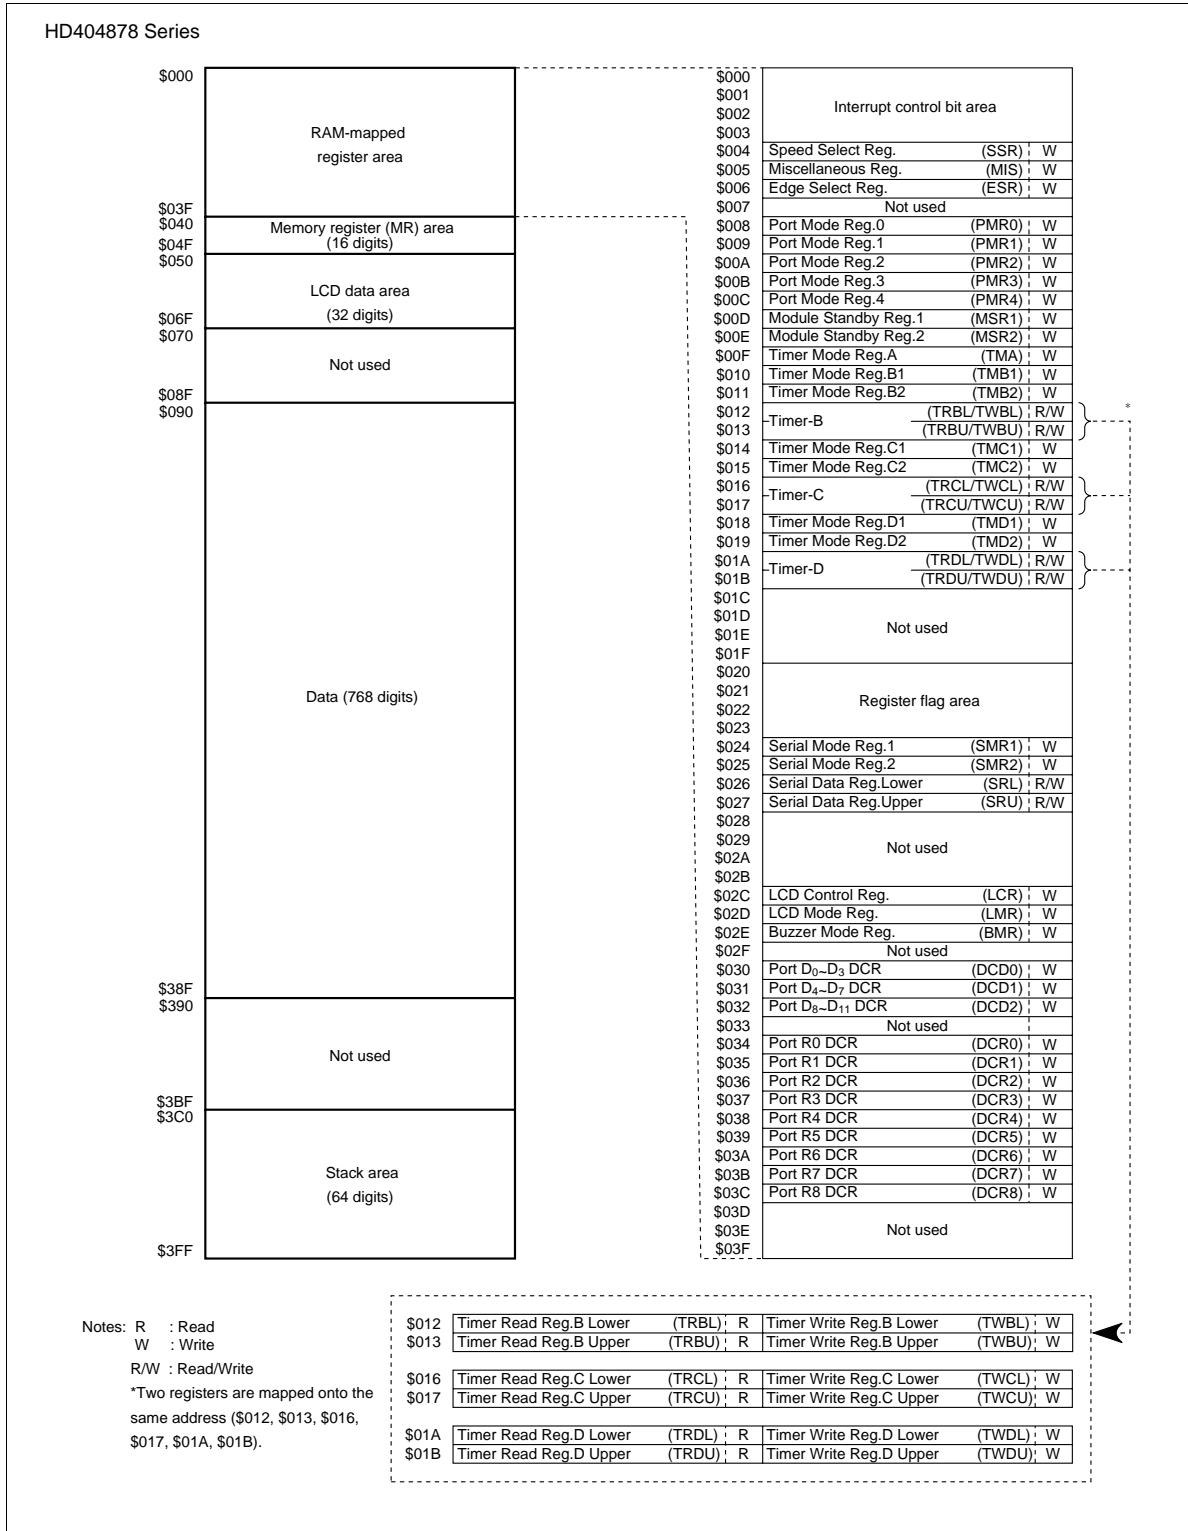 HD404878 Series
$000
RAM-mapped
register area
$03F
$040
Memory register (MR) area
(16 digits)
$04F
$050
LCD data area
(32 digits)
$06F
$070
Not used
$08F
$090
Data (768 digits)
$38F
$390
Not used
$3BF
$3C0
Stack area
(64 digits)
$3FF
$000
$001
Interrupt control bit area
$002
$003
$004 Speed Select Reg. (SSR) W
$005 Miscellaneous Reg. (MIS) W
$006 Edge Select Reg. (ESR) W
$007 Not used
$008 Port Mode Reg.0 (PMR0) W
$009 Port Mode Reg.1 (PMR1) W
$00A Port Mode Reg.2 (PMR2) W
$00B Port Mode Reg.3 (PMR3) W
$00C Port Mode Reg.4 (PMR4) W
$00D Module Standby Reg.1 (MSR1) W
$00E Module Standby Reg.2 (MSR2) W
$00F Timer Mode Reg.A (TMA) W
$010 Timer Mode Reg.B1 (TMB1) W
$011 Timer Mode Reg.B2 (TMB2) W
$012 (TRBL/TWBL) R/W *
Timer-B
$013 (TRBU/TWBU) R/W
$014 Timer Mode Reg.C1 (TMC1) W
$015 Timer Mode Reg.C2 (TMC2) W
$016 (TRCL/TWCL) R/W
Timer-C
$017 (TRCU/TWCU) R/W
$018 Timer Mode Reg.D1 (TMD1) W
$019 Timer Mode Reg.D2 (TMD2) W
$01A (TRDL/TWDL) R/W
Timer-D
$01B (TRDU/TWDU) R/W
$01C
$01D
Not used
$01E
$01F
$020
$021
Register flag area
$022
$023
$024 Serial Mode Reg.1 (SMR1) W
$025 Serial Mode Reg.2 (SMR2) W
$026 Serial Data Reg.Lower (SRL) R/W
$027 Serial Data Reg.Upper (SRU) R/W
$028
$029
Not used
$02A
$02B
$02C LCD Control Reg. (LCR) W
$02D LCD Mode Reg. (LMR) W
$02E Buzzer Mode Reg. (BMR) W
$02F Not used
$030 Port D0~D3 DCR (DCD0) W
$031 Port D4~D7 DCR (DCD1) W
$032 Port D8~D11 DCR (DCD2) W
$033 Not used
$034 Port R0 DCR (DCR0) W
$035 Port R1 DCR (DCR1) W
$036 Port R2 DCR (DCR2) W
$037 Port R3 DCR (DCR3) W
$038 Port R4 DCR (DCR4) W
$039 Port R5 DCR (DCR5) W
$03A Port R6 DCR (DCR6) W
$03B Port R7 DCR (DCR7) W
$03C Port R8 DCR (DCR8) W
$03D
$03E Not used
$03F
Notes: R : Read
W : Write
R/W : Read/Write
*Two registers are mapped onto the
same address ($012, $013, $016,
$017, $01A, $01B).
$012 Timer Read Reg.B Lower (TRBL) R Timer Write Reg.B Lower (TWBL) W
$013 Timer Read Reg.B Upper (TRBU) R Timer Write Reg.B Upper (TWBU) W
$016 Timer Read Reg.C Lower (TRCL) R Timer Write Reg.C Lower (TWCL) W
$017 Timer Read Reg.C Upper (TRCU) R Timer Write Reg.C Upper (TWCU) W
$01A Timer Read Reg.D Lower (TRDL) R Timer Write Reg.D Lower (TWDL) W
$01B Timer Read Reg.D Upper (TRDU) R Timer Write Reg.D Upper (TWDU) W